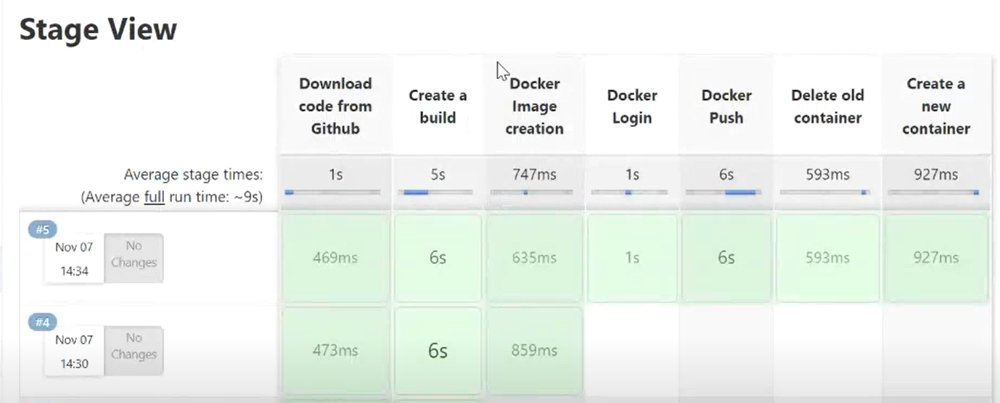 Stage View
Download
code from
Github
Create a
build
Docker
Image
creation
Docker
Login
Docker
Push
Delete old
container
Create a
new
container
Average stage times:
(Average full run time: ~9s)
1s
5s
747ms
1s
6s
593ms
927ms
#5
Nov 07
14:34
No
Changes
469ms
6s
635ms
1s
6s
593ms
927ms
#4
Nov 07
14:30
No
Changes
473ms
6s
859ms